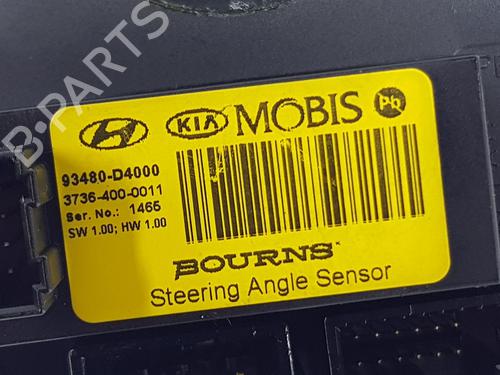 B-PARTS
KIA MOBIS Pb
93480-D4000
3736-400-0011
Ser. No.: 1465
SW 1.00; HW 1.00
BOURNS
Steering Angle Sensor